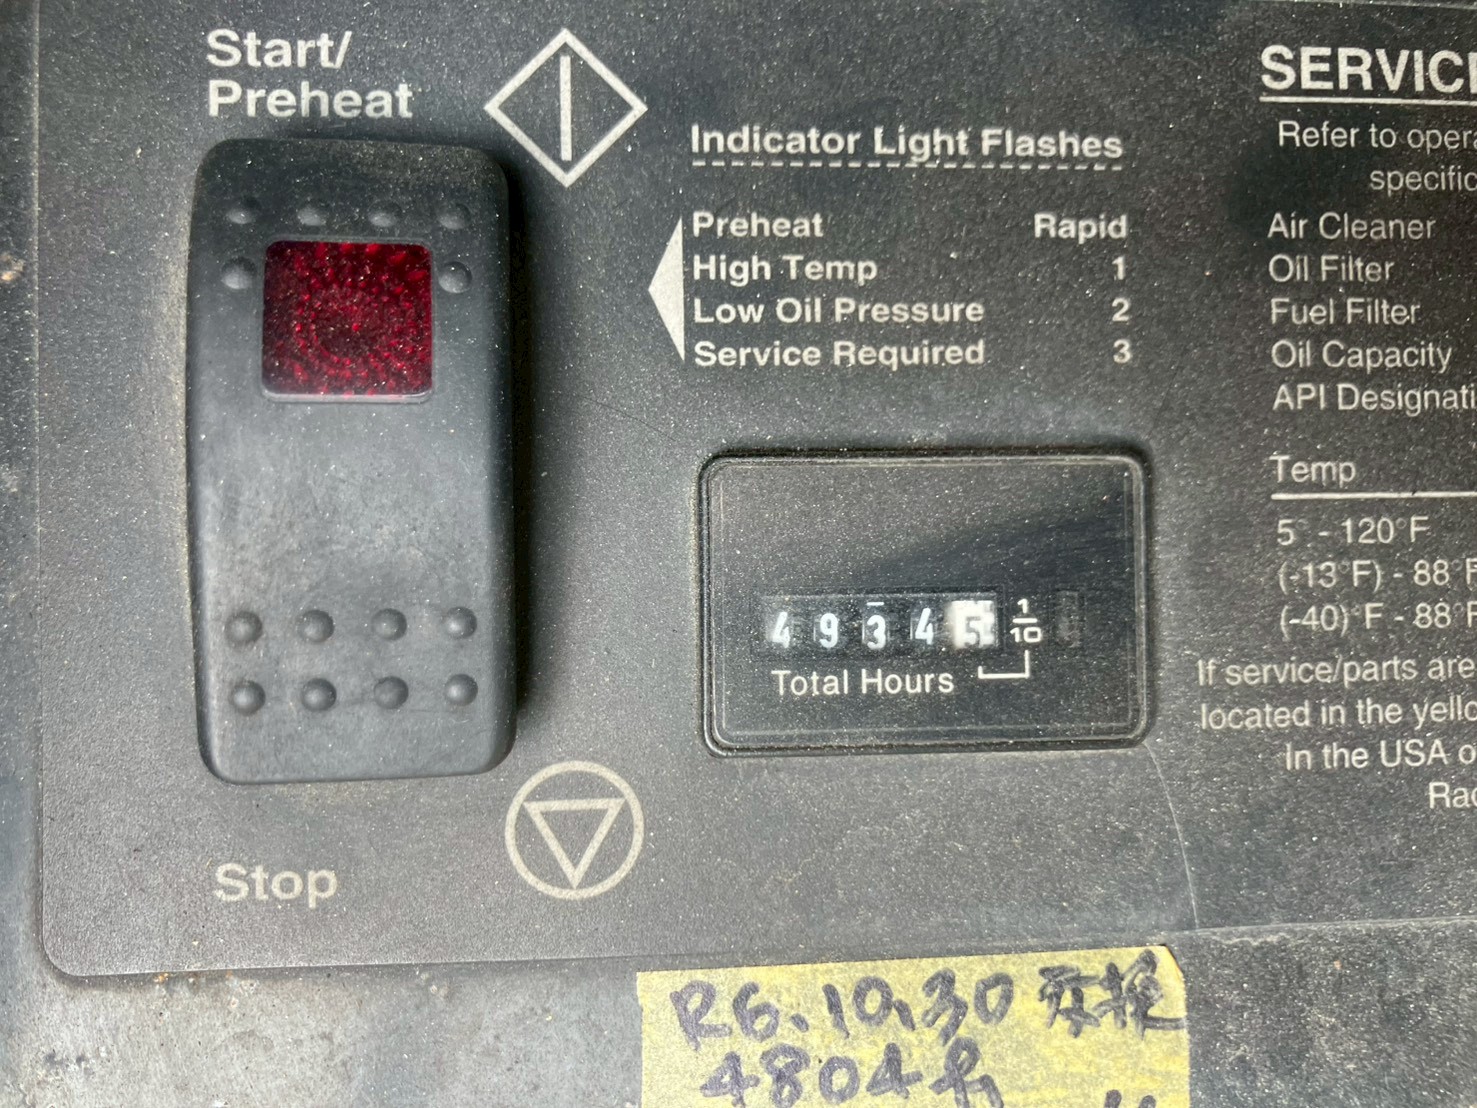 Start/
Preheat
Indicator Light Flashes
Preheat Rapid
High Temp 1
Low Oil Pressure 2
Service Required 3
4 9 3 4 5 1/10
Total Hours
Stop
SERVICE
Refer to opera
specific
Air Cleaner
Oil Filter
Fuel Filter
Oil Capacity
API Designati
Temp
5° - 120°F
(-13°F) - 88°F
(-40)°F - 88°F
If service/parts are
located in the yello
In the USA o
Rac
R6.10.30 交換
4804